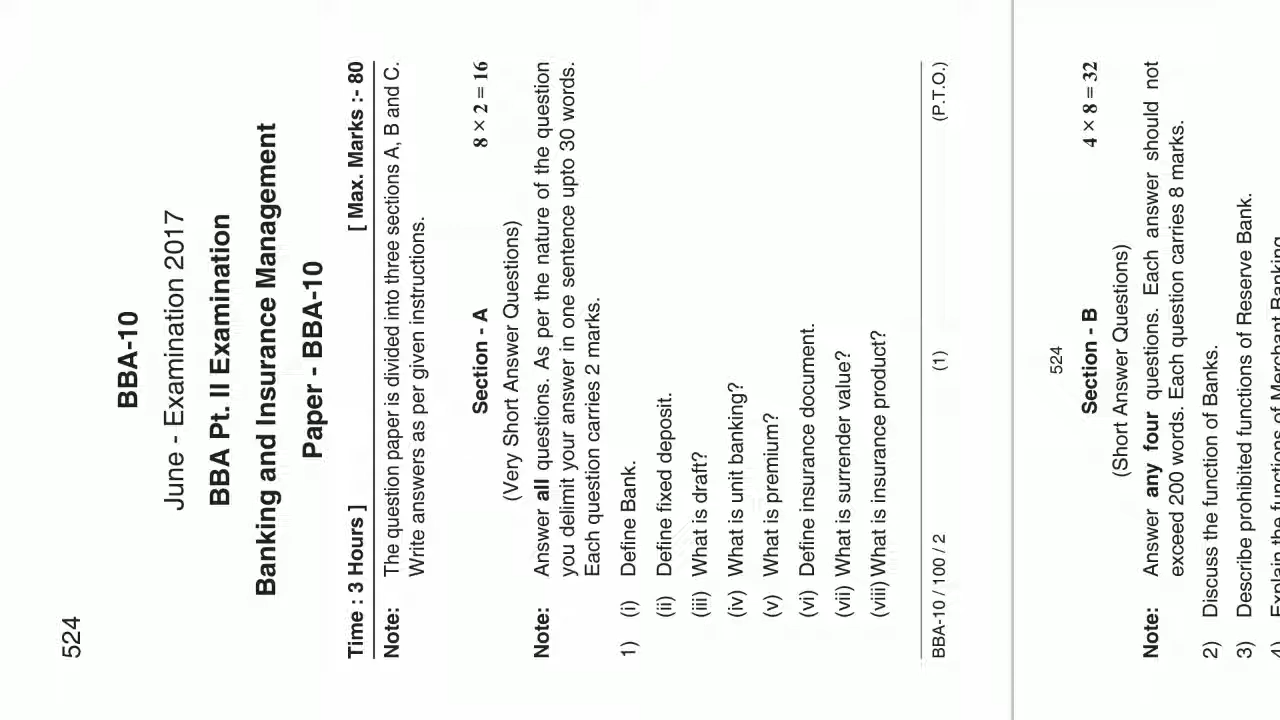 524
BBA-10
June - Examination 2017
BBA Pt. II Examination
Banking and Insurance Management
Paper - BBA-10
Time : 3 Hours ] [ Max. Marks :- 80
Note: The question paper is divided into three sections A, B and C.
Write answers as per given instructions.
Section - A 8 × 2 = 16
(Very Short Answer Questions)
Note: Answer all questions. As per the nature of the question
you delimit your answer in one sentence upto 30 words.
Each question carries 2 marks.
1) (i) Define Bank.
(ii) Define fixed deposit.
(iii) What is draft?
(iv) What is unit banking?
(v) What is premium?
(vi) Define insurance document.
(vii) What is surrender value?
(viii) What is insurance product?
BBA-10 / 100 / 2 (1) (P.T.O.)
524
Section - B 4 × 8 = 32
(Short Answer Questions)
Note: Answer any four questions. Each answer should not
exceed 200 words. Each question carries 8 marks.
2) Discuss the function of Banks.
3) Describe prohibited functions of Reserve Bank.
4) Explain the functions of Merchant Banking.